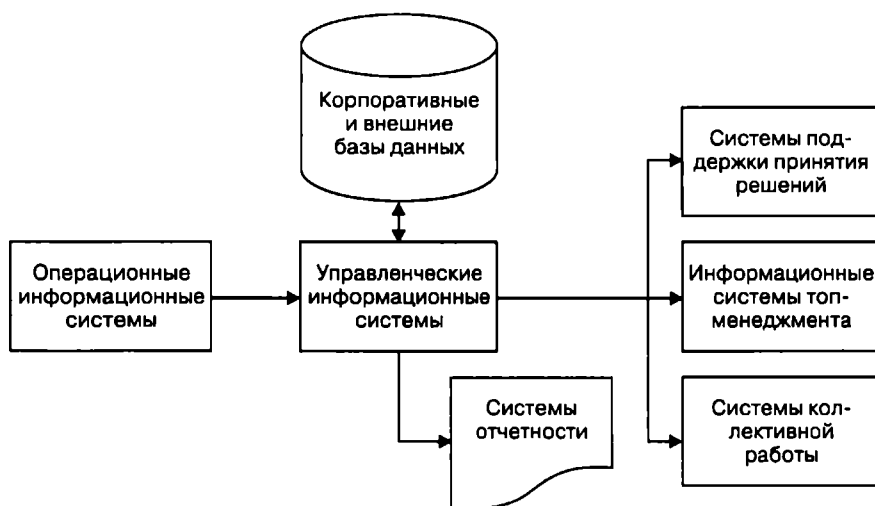 Корпоративные
и внешние
базы данных
Системы под-
держки принятия
решений
Операционные
информационные
системы
Управленческие
информационные
системы
Информационные
системы топ-
менеджмента
Системы
отчетности
Системы кол-
лективной
работы